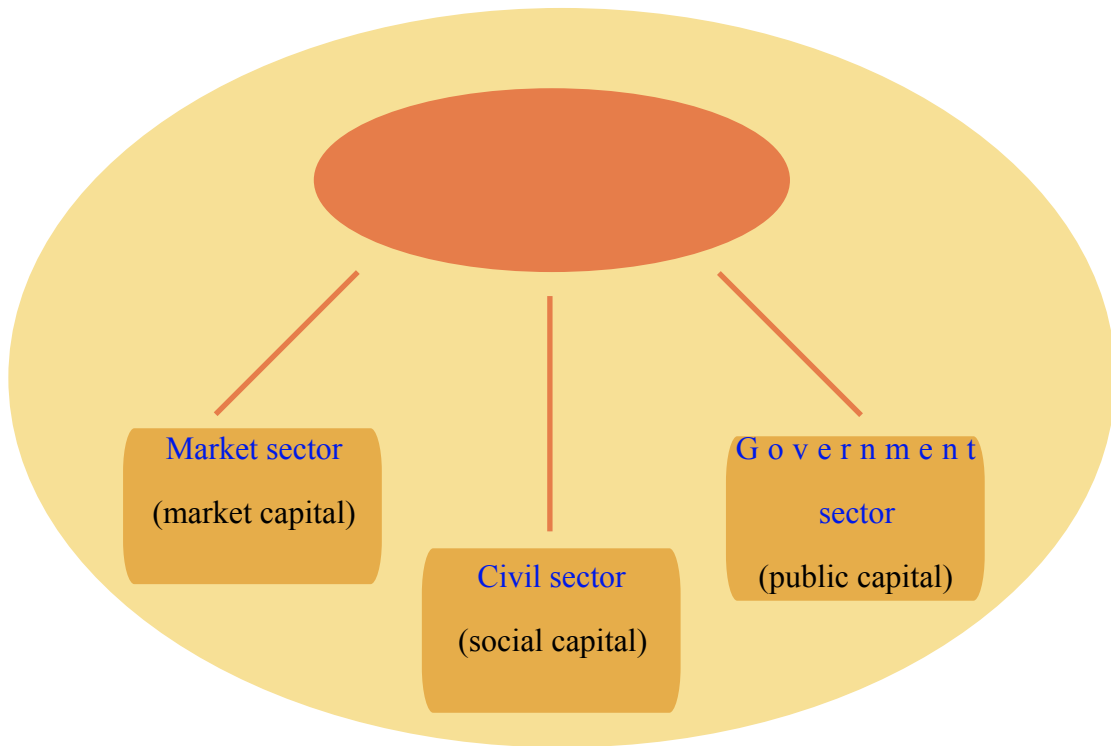 Market sector
(market capital)
Civil sector
(social capital)
G o v e r n m e n t
sector
(public capital)